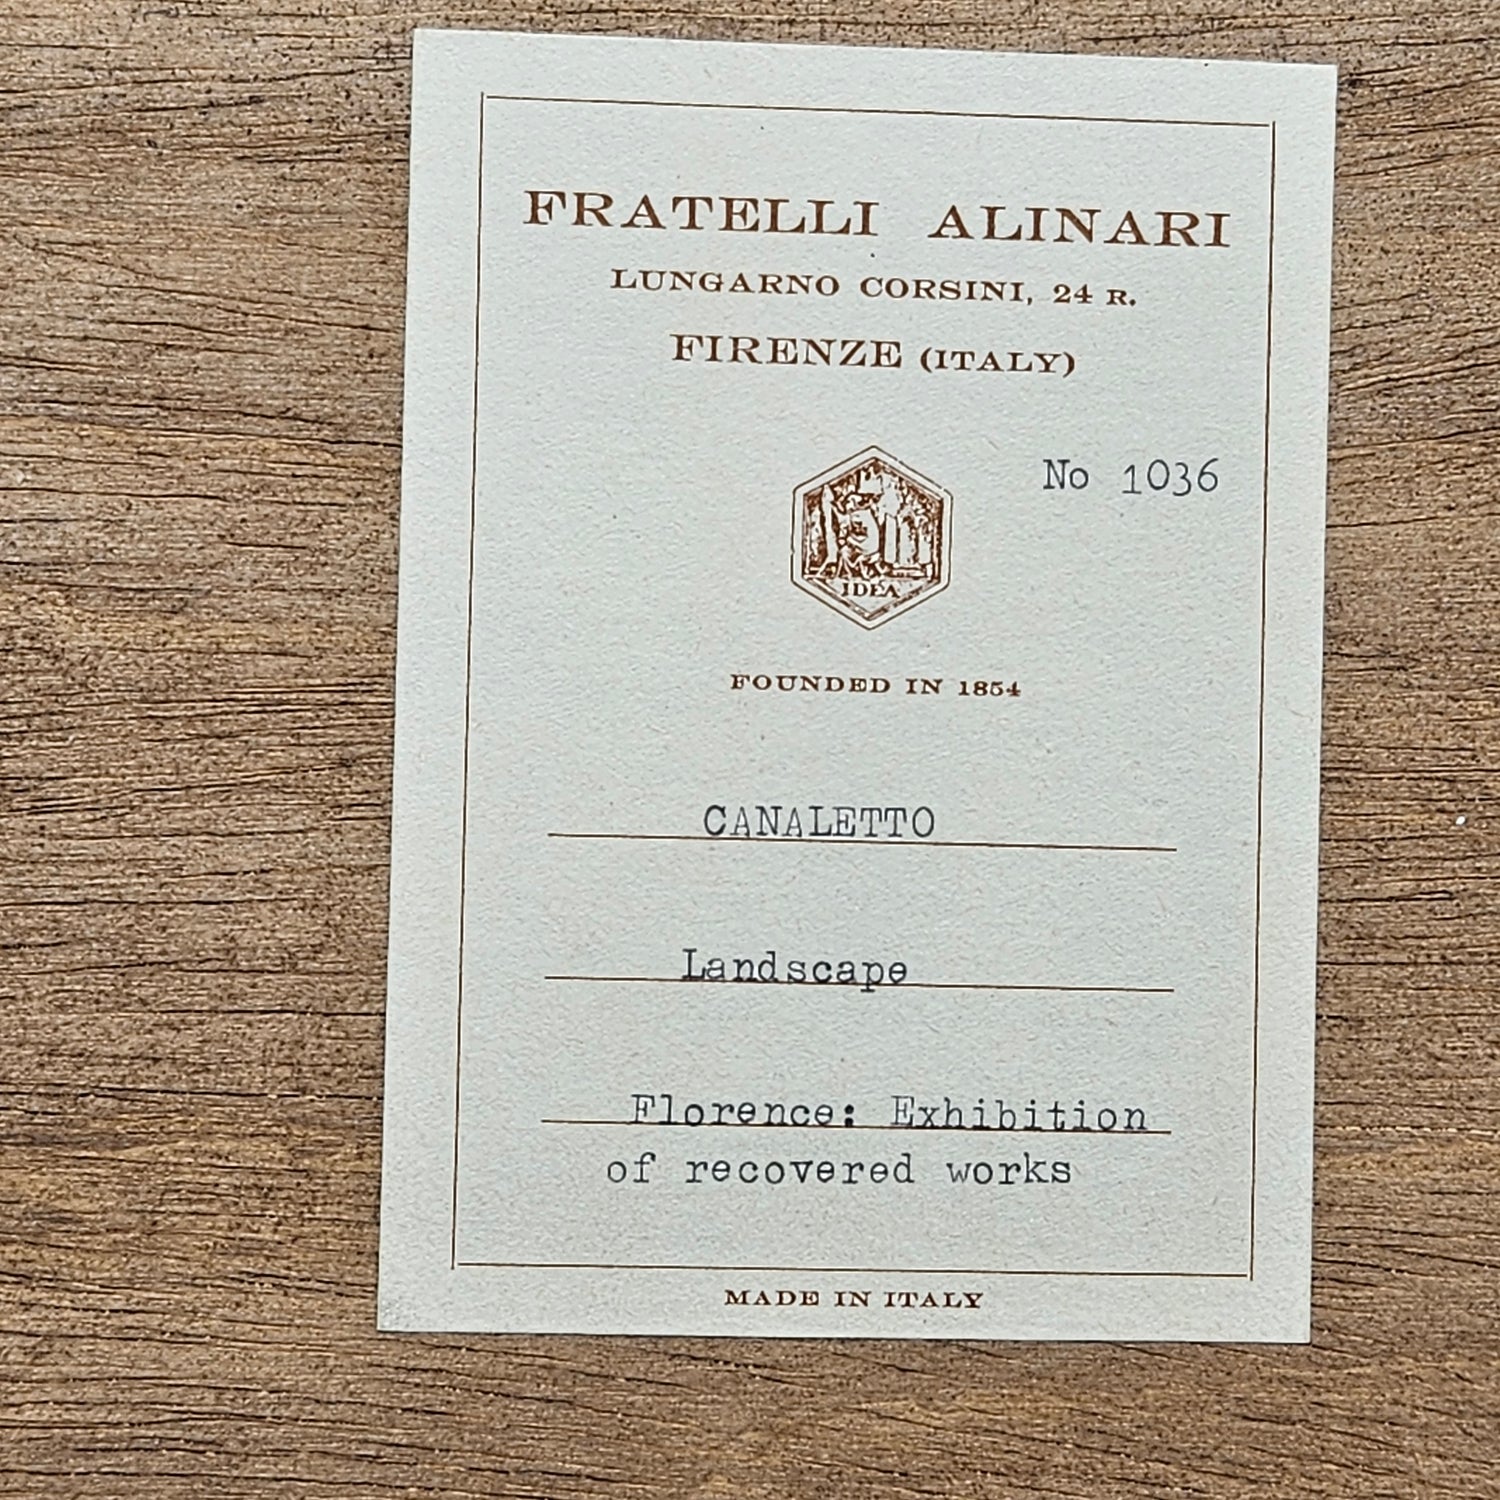 FRATELLI ALINARI
LUNGARNO CORSINI, 24 R.
FIRENZE (ITALY)
No 1036
IDEA
FOUNDED IN 1854
CANALETTO
Landscape
Florence: Exhibition
of recovered works
MADE IN ITALY